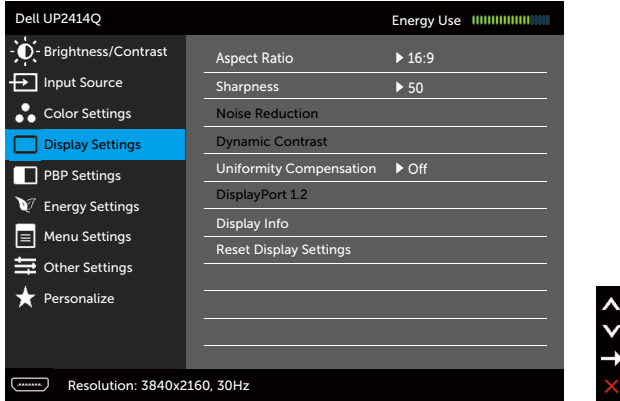 Dell UP2414Q
Energy Use
Brightness/Contrast
Input Source
Color Settings
Display Settings
PBP Settings
Energy Settings
Menu Settings
Other Settings
Personalize
Aspect Ratio 16:9
Sharpness 50
Noise Reduction
Dynamic Contrast
Uniformity Compensation Off
DisplayPort 1.2
Display Info
Reset Display Settings
Resolution: 3840x2160, 30Hz